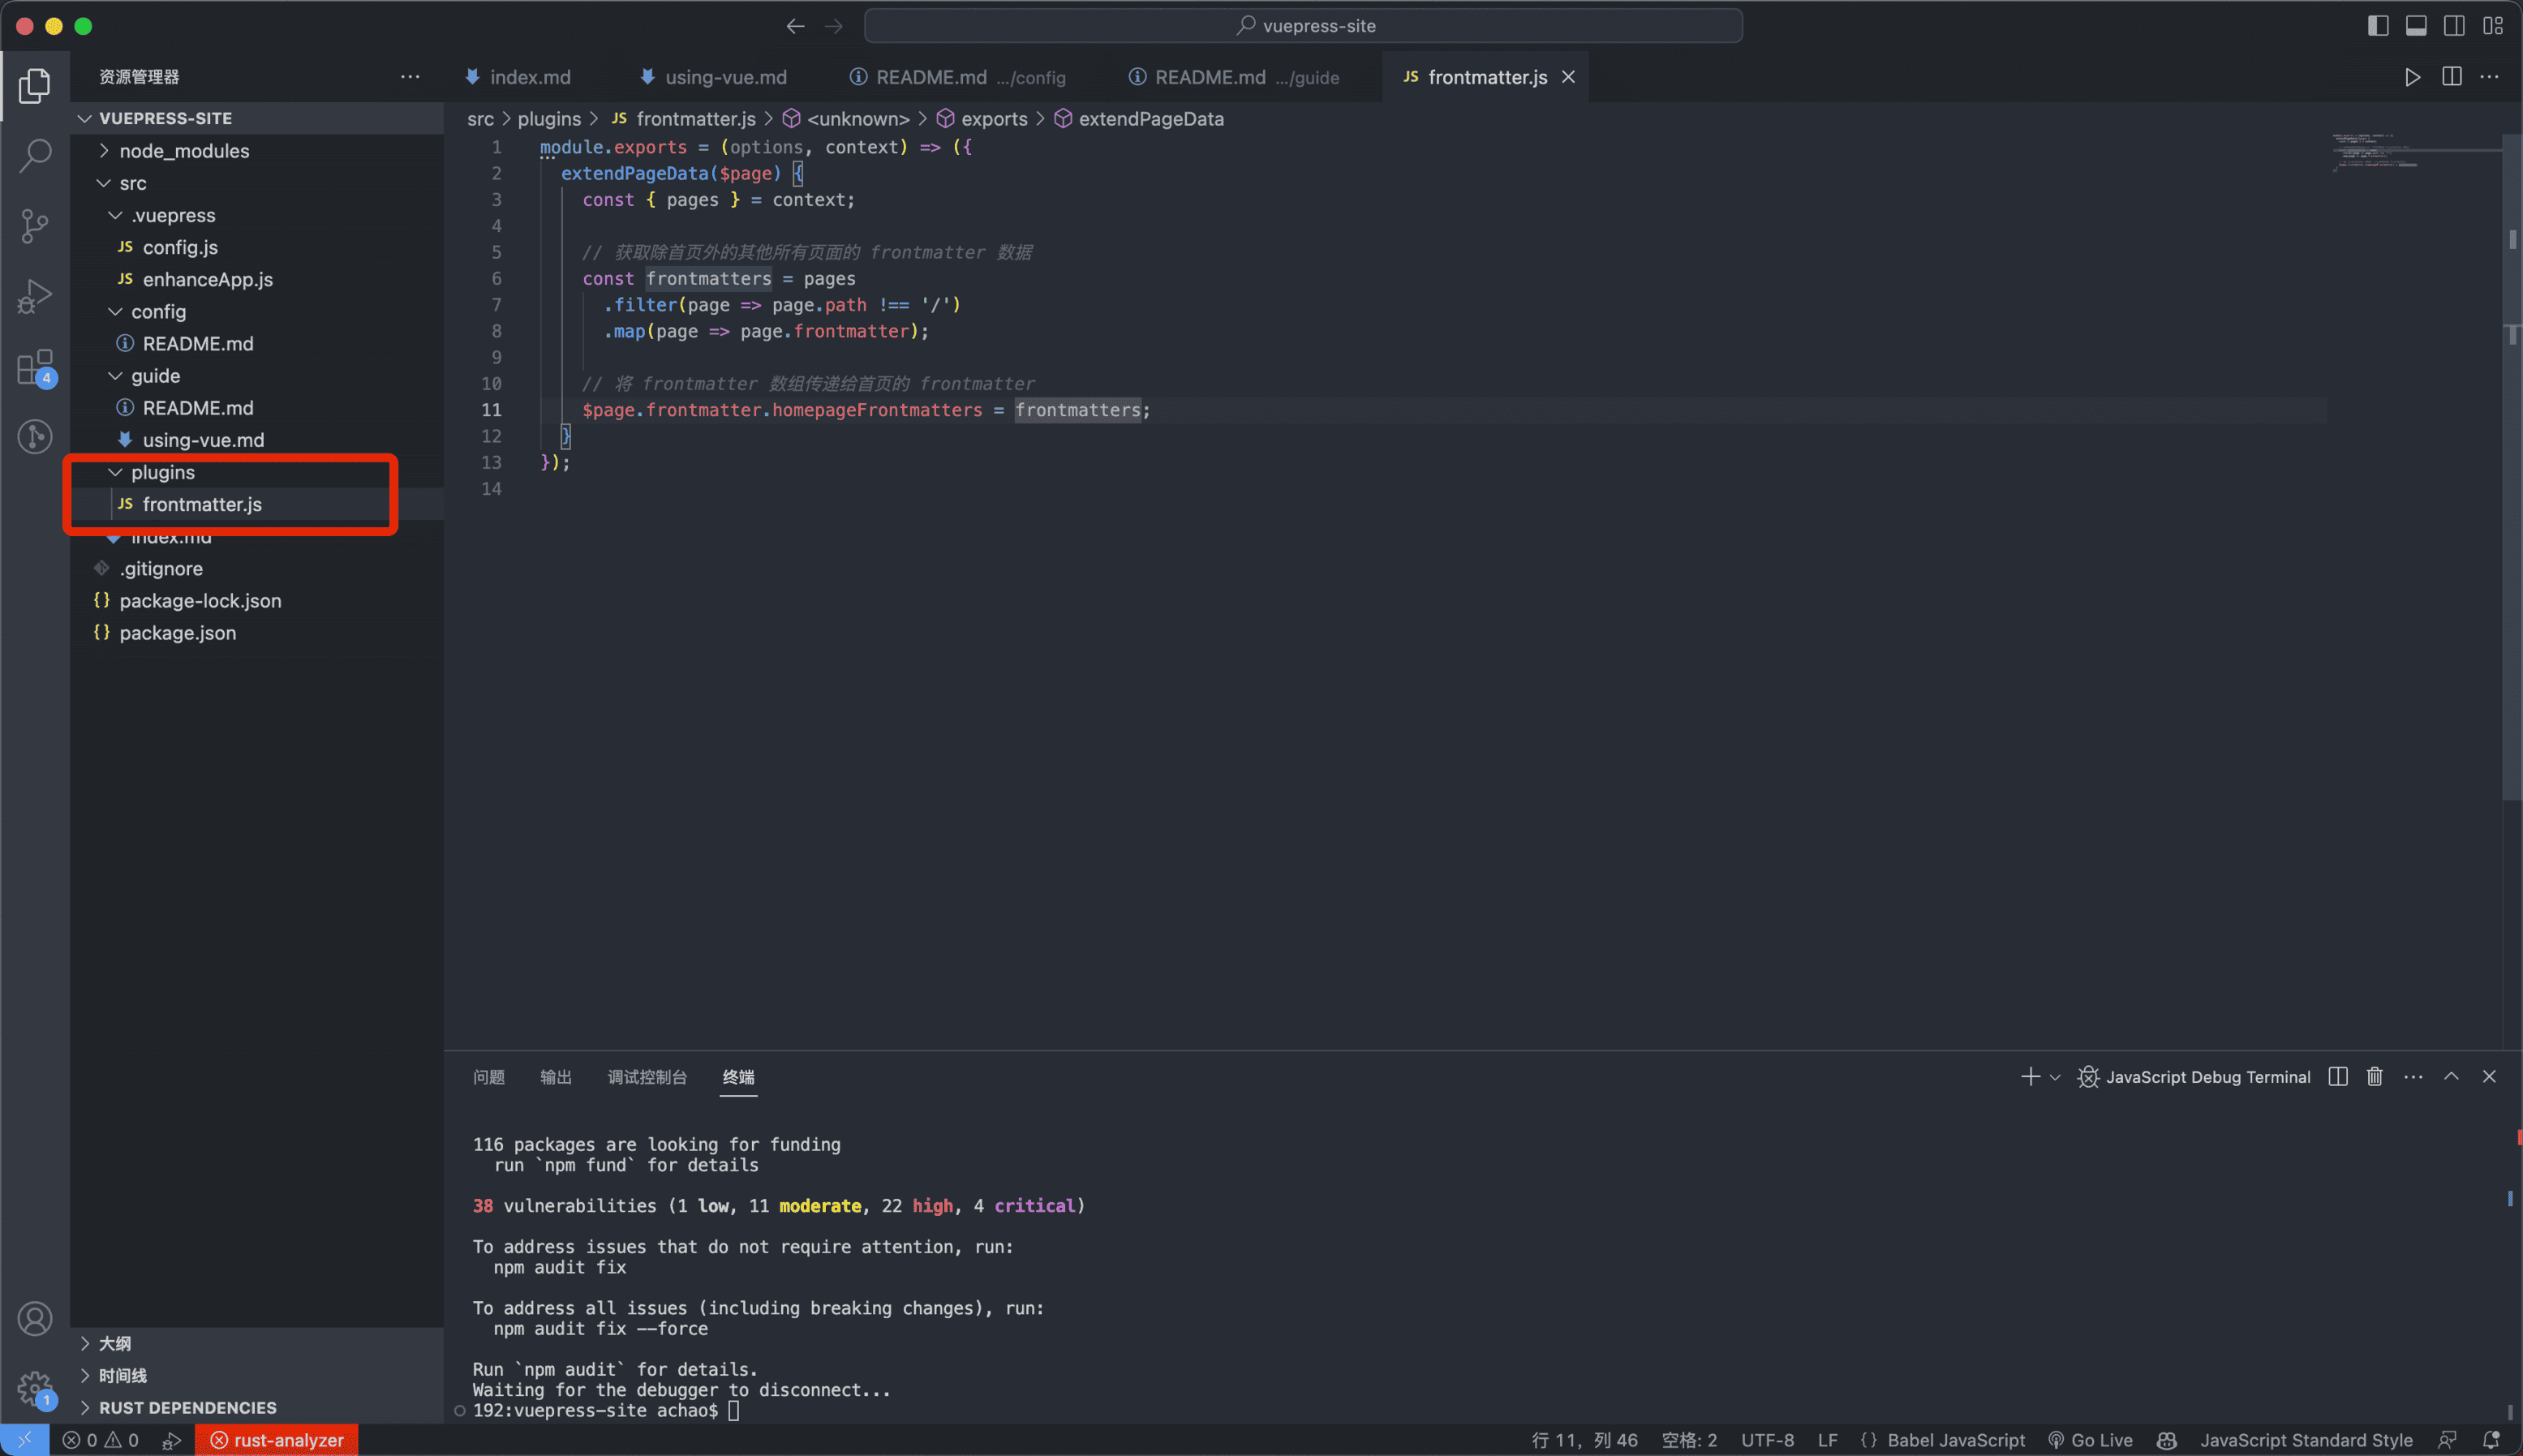 vuepress-site
资源管理器
index.md
using-vue.md
README.md .../config
README.md .../guide
JS frontmatter.js
VUEPRESS-SITE
node_modules
src
.vuepress
JS config.js
JS enhanceApp.js
config
README.md
guide
README.md
using-vue.md
plugins
JS frontmatter.js
index.md
.gitignore
{} package-lock.json
{} package.json
大纲
时间线
RUST DEPENDENCIES
4
1
src > plugins > JS frontmatter.js > <unknown> > exports > extendPageData
1 module.exports = (options, context) => ({
2 extendPageData($page) {
3 const { pages } = context;
4
5 // 获取除首页外的其他所有页面的 frontmatter 数据
6 const frontmatters = pages
7 .filter(page => page.path !== '/')
8 .map(page => page.frontmatter);
9
10 // 将 frontmatter 数组传递给首页的 frontmatter
11 $page.frontmatter.homepageFrontmatters = frontmatters;
12 }
13 });
14
问题 输出 调试控制台 终端
JavaScript Debug Terminal
116 packages are looking for funding
run `npm fund` for details
38 vulnerabilities (1 low, 11 moderate, 22 high, 4 critical)
To address issues that do not require attention, run:
npm audit fix
To address all issues (including breaking changes), run:
npm audit fix --force
Run `npm audit` for details.
Waiting for the debugger to disconnect...
192:vuepress-site achao$
0 0 rust-analyzer 行 11，列 46 空格: 2 UTF-8 LF {} Babel JavaScript Go Live JavaScript Standard Style